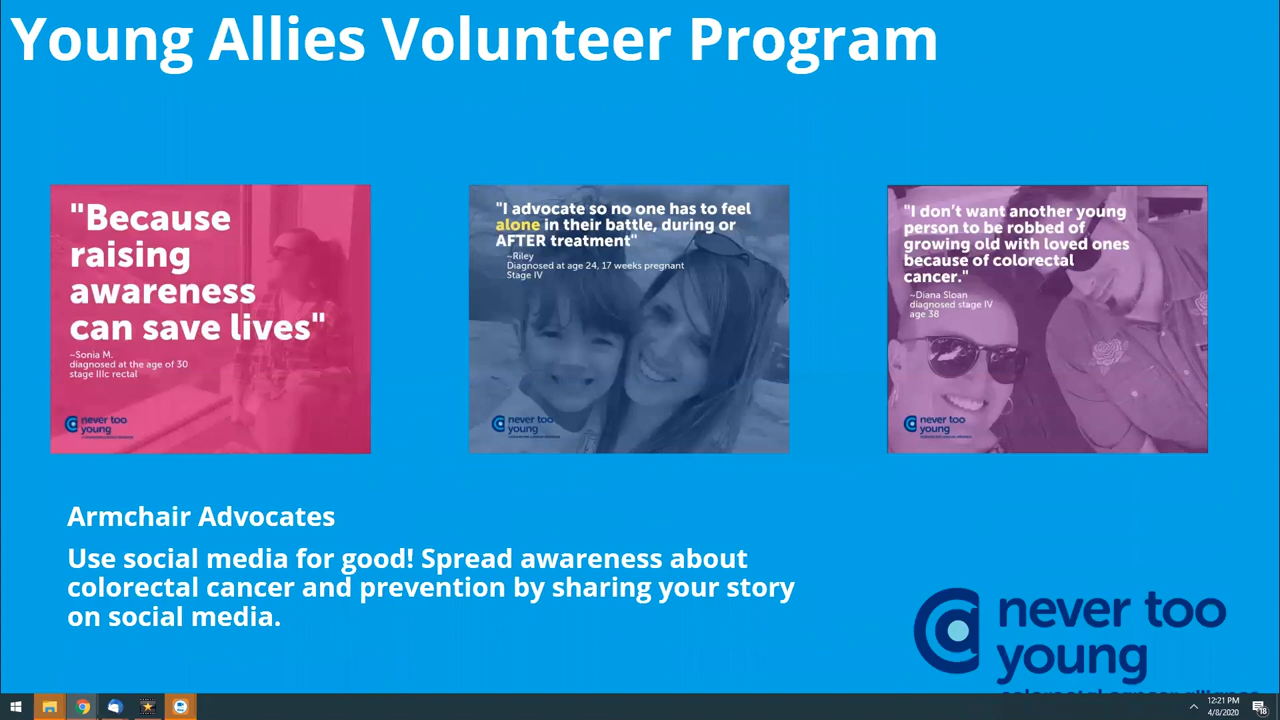 Young Allies Volunteer Program
"Because
raising
awareness
can save lives"
~Sonia M.
diagnosed at the age of 30
stage IIIc rectal
never too
young
"I advocate so no one has to feel
alone in their battle, during or
AFTER treatment"
~Riley
Diagnosed at age 24, 17 weeks pregnant
Stage IV
never too
young
"I don’t want another young
person to be robbed of
growing old with loved ones
because of colorectal
cancer."
~Diana Sloan
diagnosed stage IV
age 38
never too
young
Armchair Advocates
Use social media for good! Spread awareness about
colorectal cancer and prevention by sharing your story
on social media.
never too
young
colorectal cancer alliance
12:21 PM
4/8/2020
18